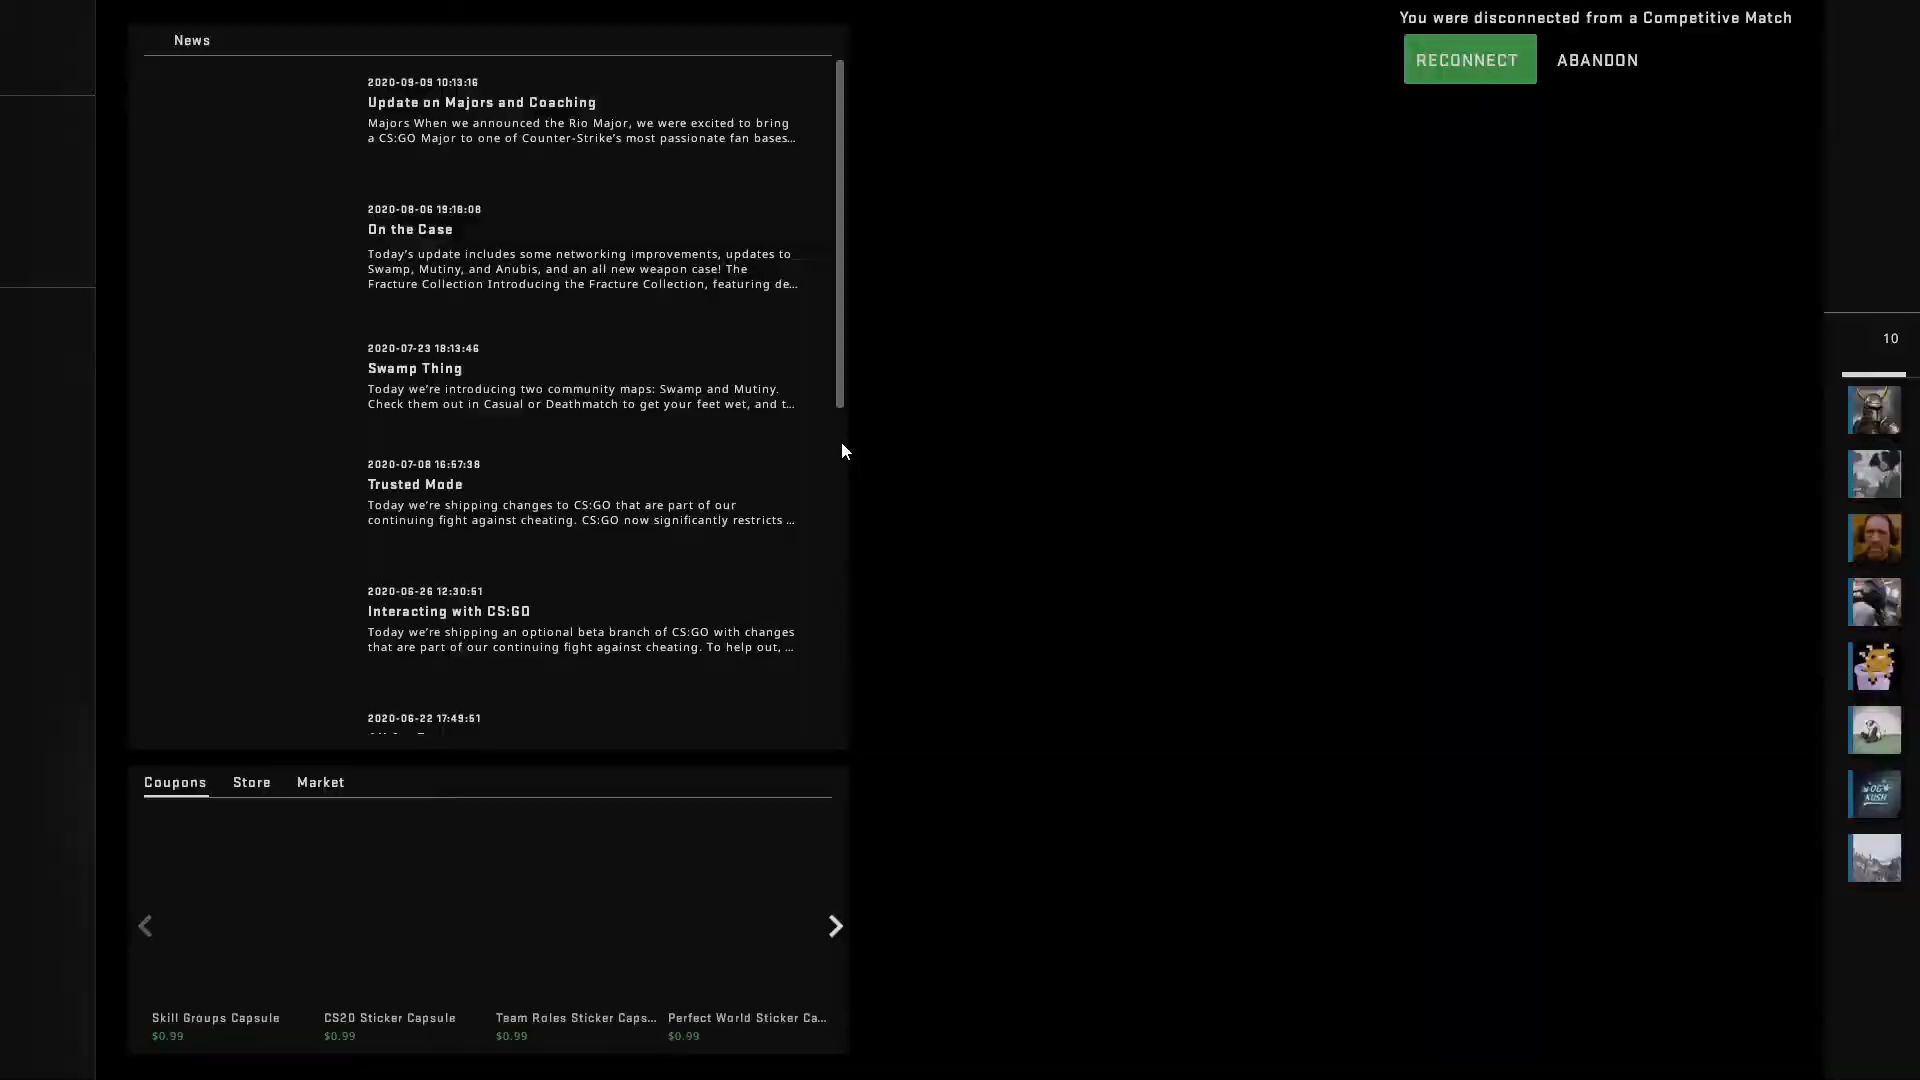 You were disconnected from a Competitive Match
RECONNECT
ABANDON
News
2020-09-09 10:13:16
Update on Majors and Coaching
Majors When we announced the Rio Major, we were excited to bring
a CS:GO Major to one of Counter-Strike's most passionate fan bases...
2020-08-06 19:18:08
On the Case
Today's update includes some networking improvements, updates to
Swamp, Mutiny, and Anubis, and an all new weapon case! The
Fracture Collection Introducing the Fracture Collection, featuring de...
2020-07-23 18:13:46
Swamp Thing
Today we're introducing two community maps: Swamp and Mutiny.
Check them out in Casual or Deathmatch to get your feet wet, and t...
2020-07-08 16:57:38
Trusted Mode
Today we're shipping changes to CS:GO that are part of our
continuing fight against cheating. CS:GO now significantly restricts ...
2020-06-26 12:30:51
Interacting with CS:GO
Today we're shipping an optional beta branch of CS:GO with changes
that are part of our continuing fight against cheating. To help out, ...
2020-06-22 17:49:51
Coupons
Store
Market
Skill Groups Capsule
$0.99
CS20 Sticker Capsule
$0.99
Team Roles Sticker Caps...
$0.99
Perfect World Sticker Ca...
$0.99
10
OG
KUSH